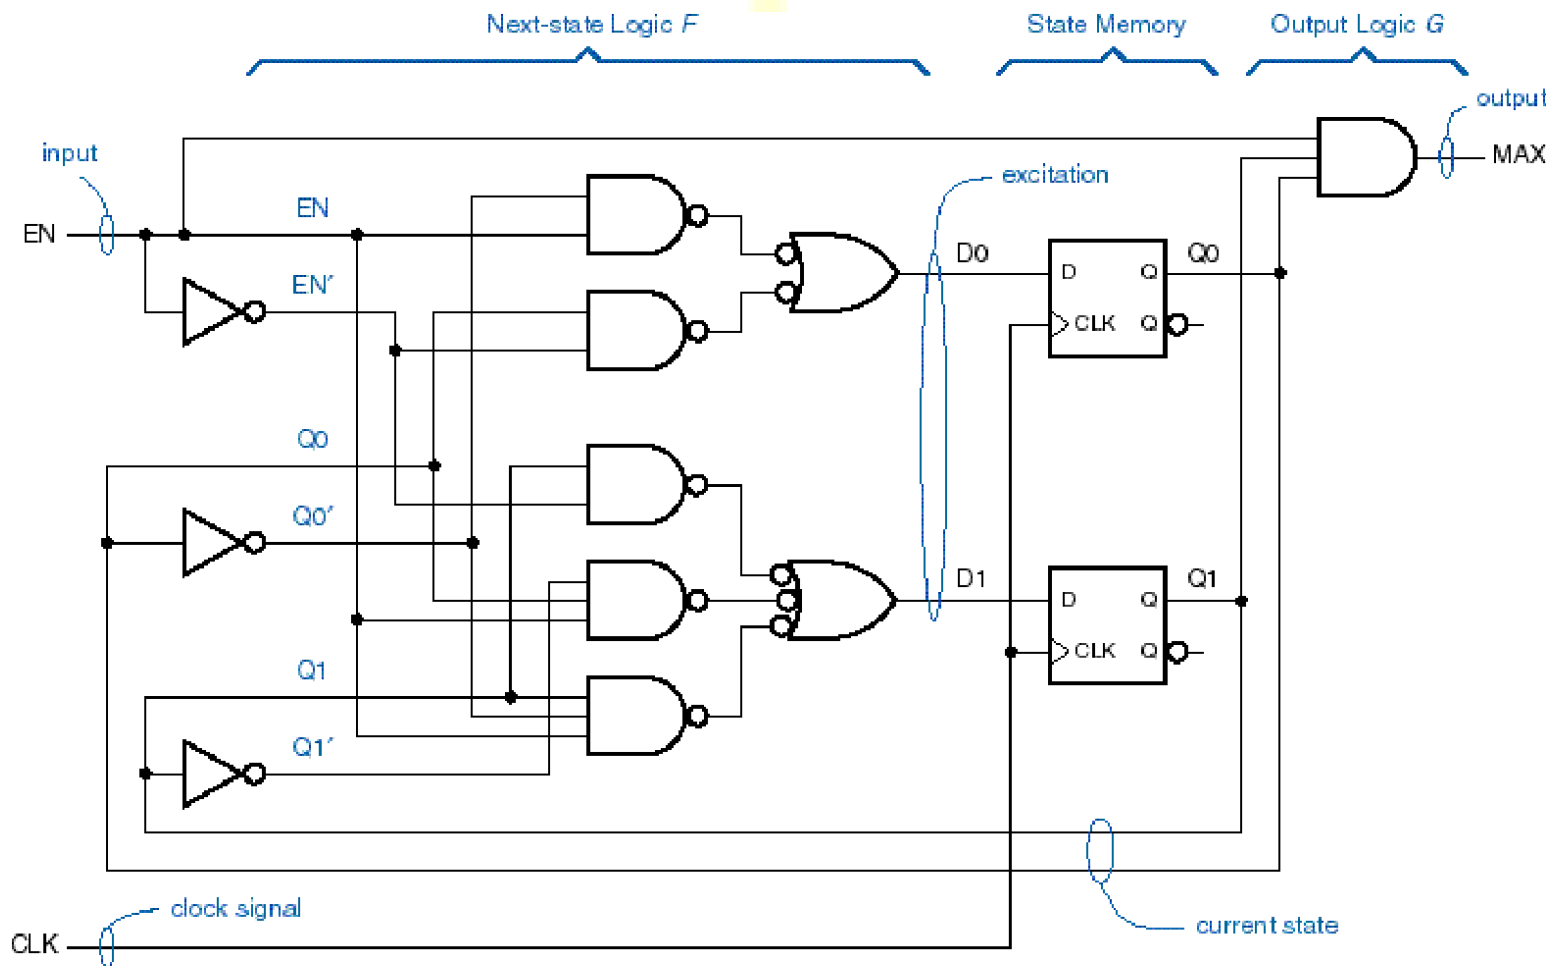 Next-state Logic F
State Memory
Output Logic G
output
input
MAX
excitation
EN
EN
EN′
D0
Q0
D
Q
CLK
Q
Q0
Q0′
D1
Q1
D
Q
CLK
Q
Q1
Q1′
clock signal
current state
CLK